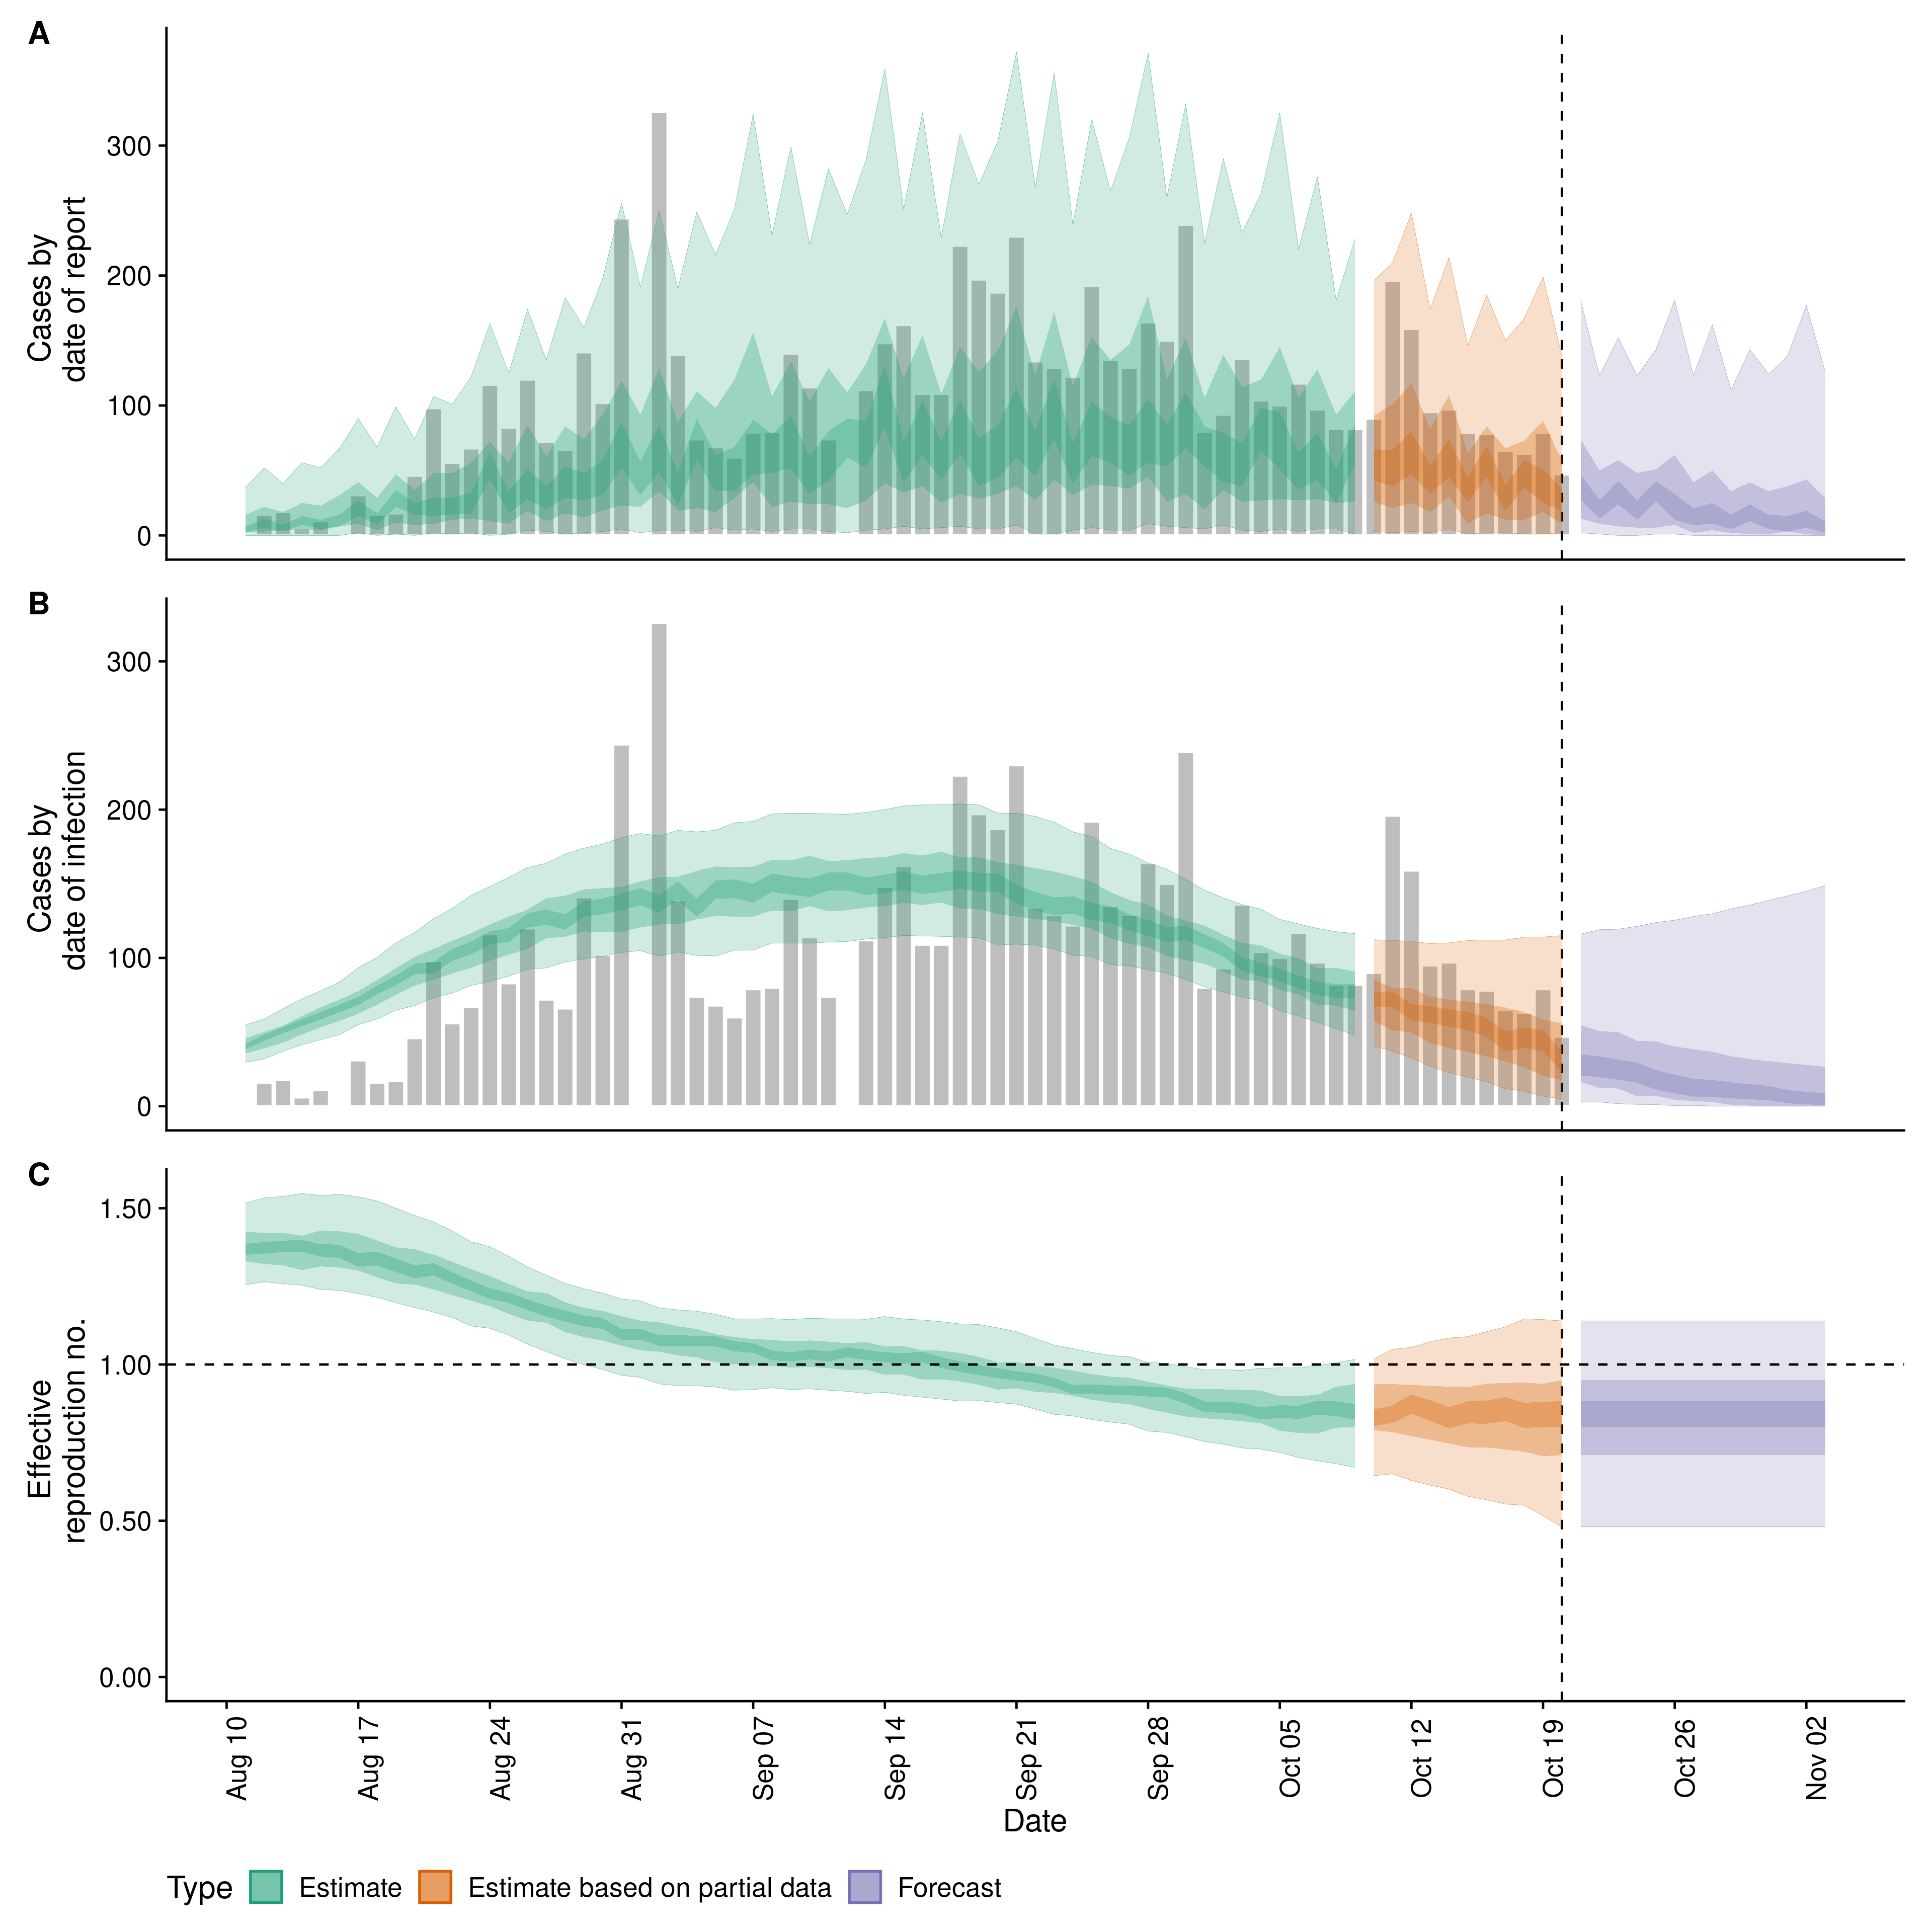 A
Cases by
date of report
300
200
100
0
B
Cases by
date of infection
300
200
100
0
C
Effective
reproduction no.
1.50
1.00
0.50
0.00
Aug 10
Aug 17
Aug 24
Aug 31
Sep 07
Sep 14
Sep 21
Sep 28
Oct 05
Oct 12
Oct 19
Oct 26
Nov 02
Date
Type Estimate Estimate based on partial data Forecast